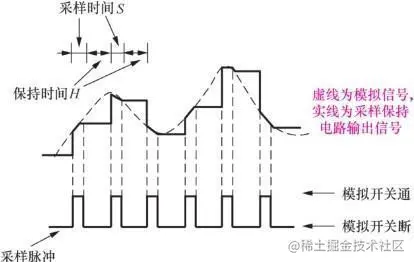 采样时间S
保持时间H
虚线为模拟信号,
实线为采样保持
电路输出信号
模拟开关通
模拟开关断
采样脉冲
@稀土掘金技术社区